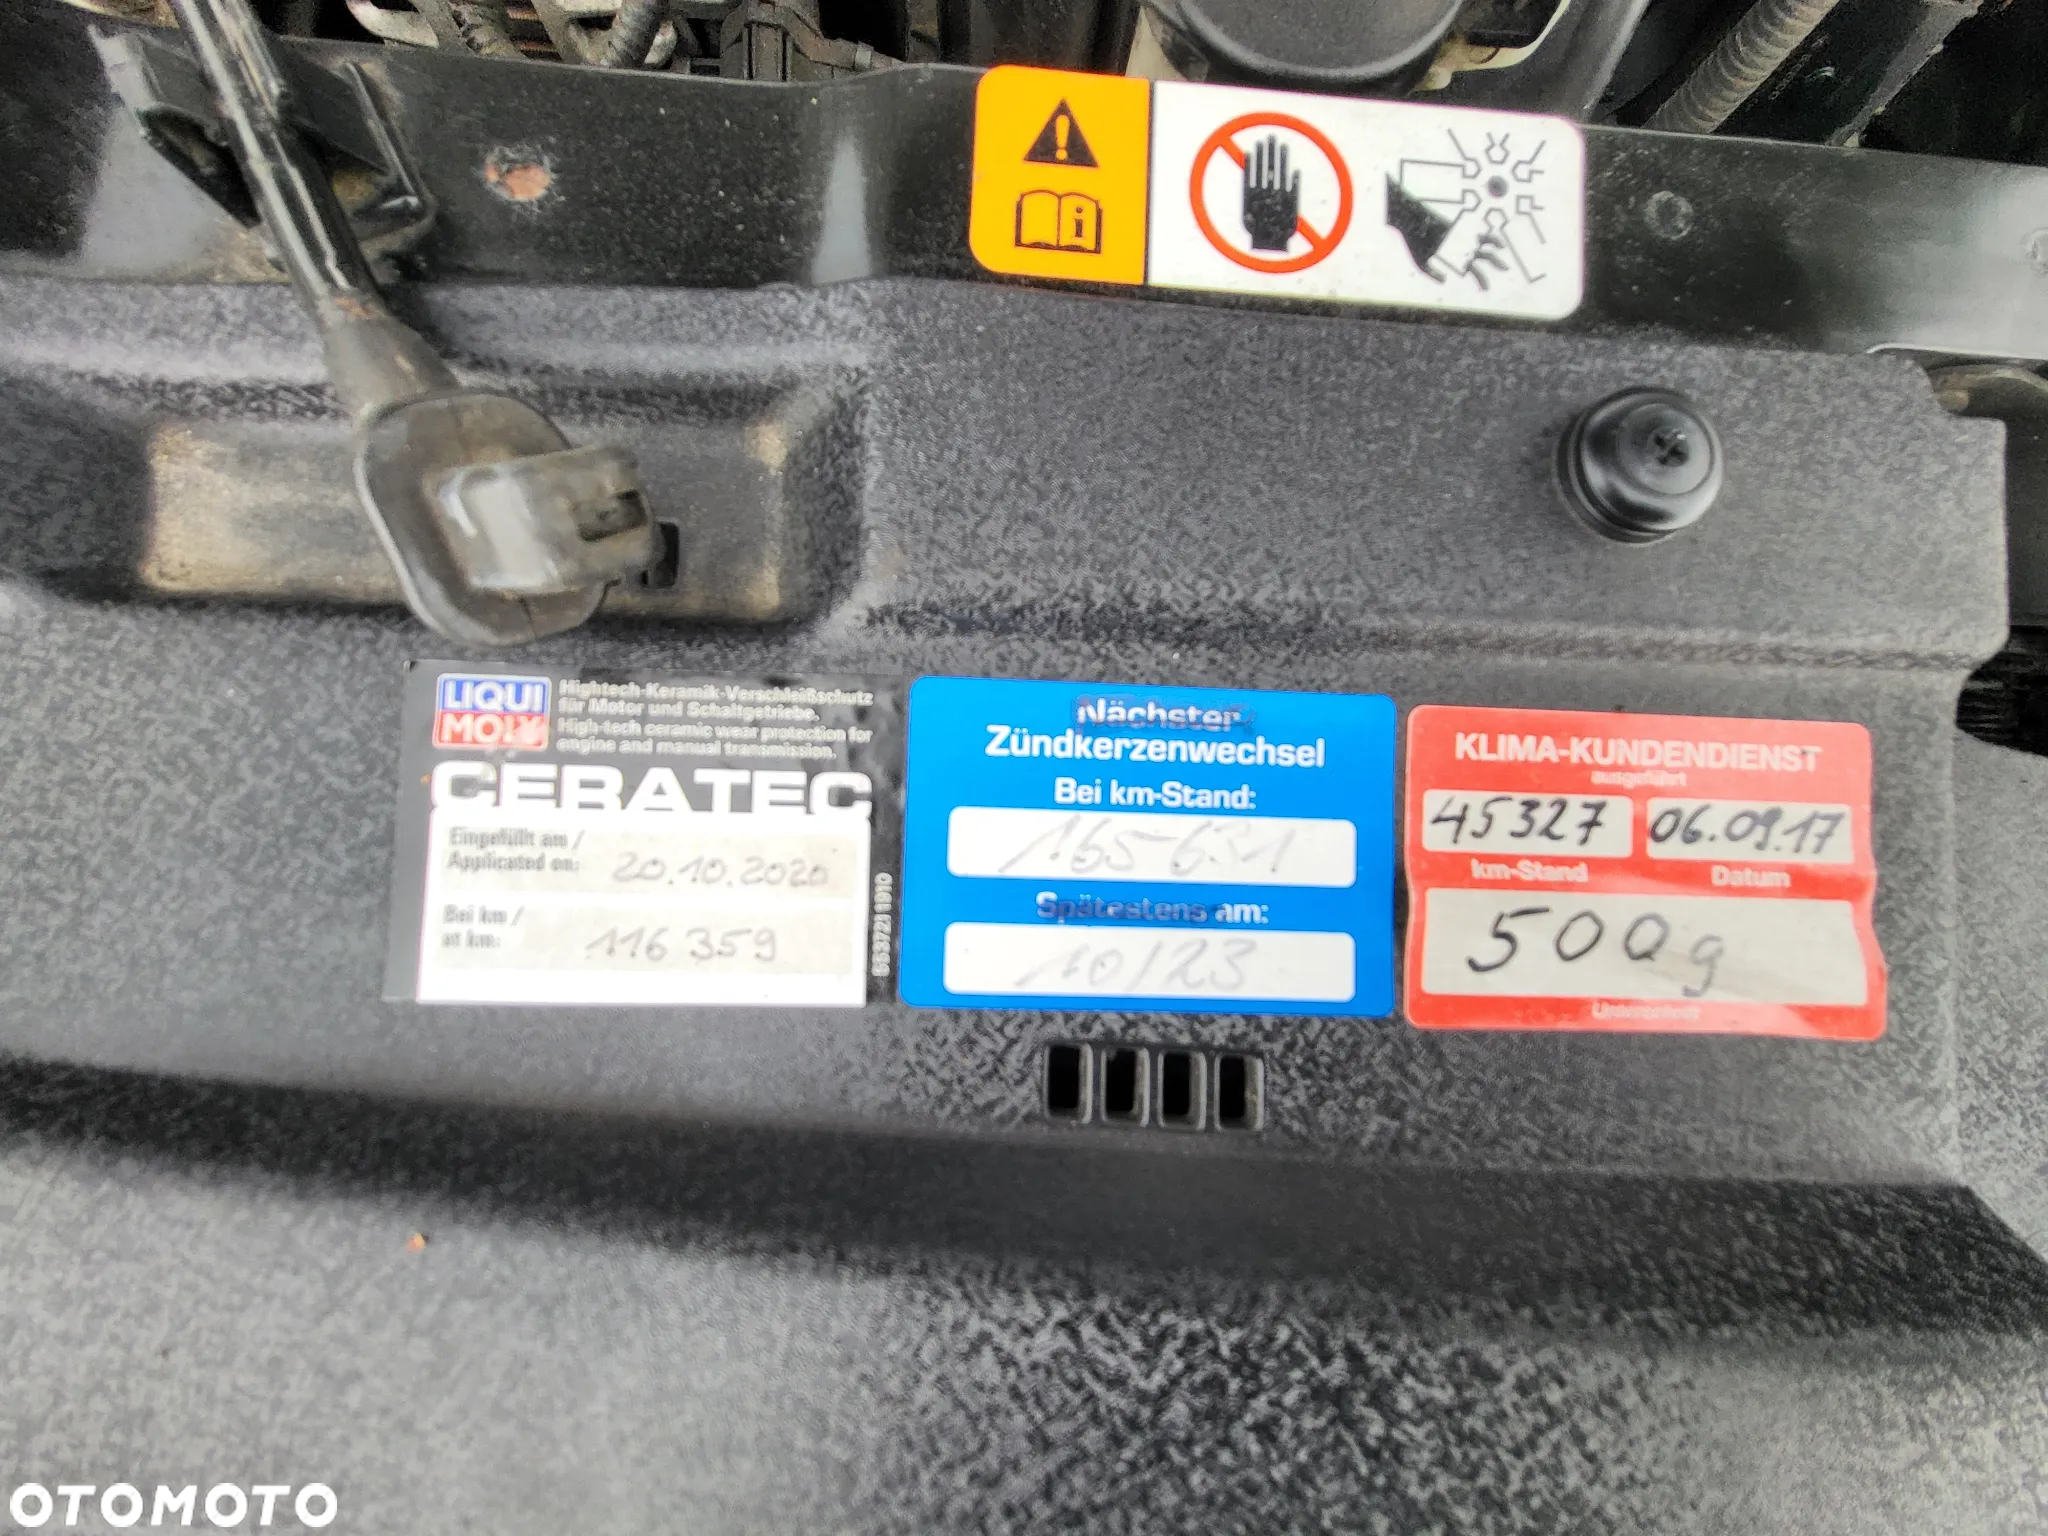 LIQUI
MOLY
Hightech-Keramik-Verschleißschutz
für Motor und Schaltgetriebe.
High-tech ceramic wear protection for
engine and manual transmission.
CERATEC
Eingefüllt am /
Applicated on: 20.10.2020
Bei km /
at km: 116 359
Nächster
Zündkerzenwechsel
Bei km-Stand:
165 631
Spätestens am:
10/23
KLIMA-KUNDENDIENST
ausgeführt
45327 06.09.17
km-Stand Datum
500g
Unterschrift
OTOMOTO